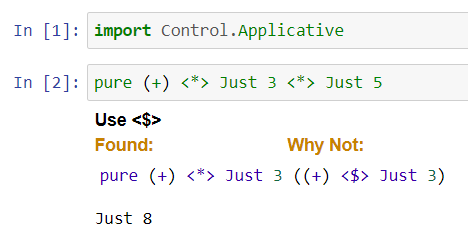 In [1]: import Control.Applicative
In [2]: pure (+) <*> Just 3 <*> Just 5
Use <$>
Found: Why Not:
pure (+) <*> Just 3 ((+) <$> Just 3)
Just 8